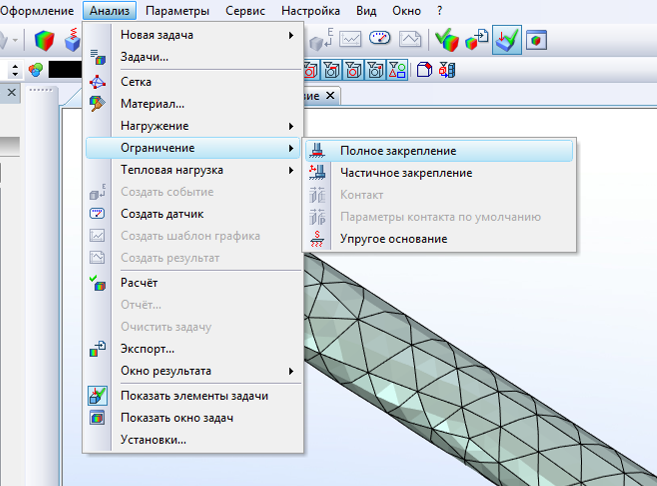 Оформление Анализ Параметры Сервис Настройка Вид Окно ?
Новая задача
Задачи...
Сетка
Материал...
Нагружение
Ограничение
Тепловая нагрузка
Создать событие
Создать датчик
Создать шаблон графика
Создать результат
Расчёт
Отчёт...
Очистить задачу
Экспорт...
Окно результата
Показать элементы задачи
Показать окно задач
Установки...
Полное закрепление
Частичное закрепление
Контакт
Параметры контакта по умолчанию
Упругое основание